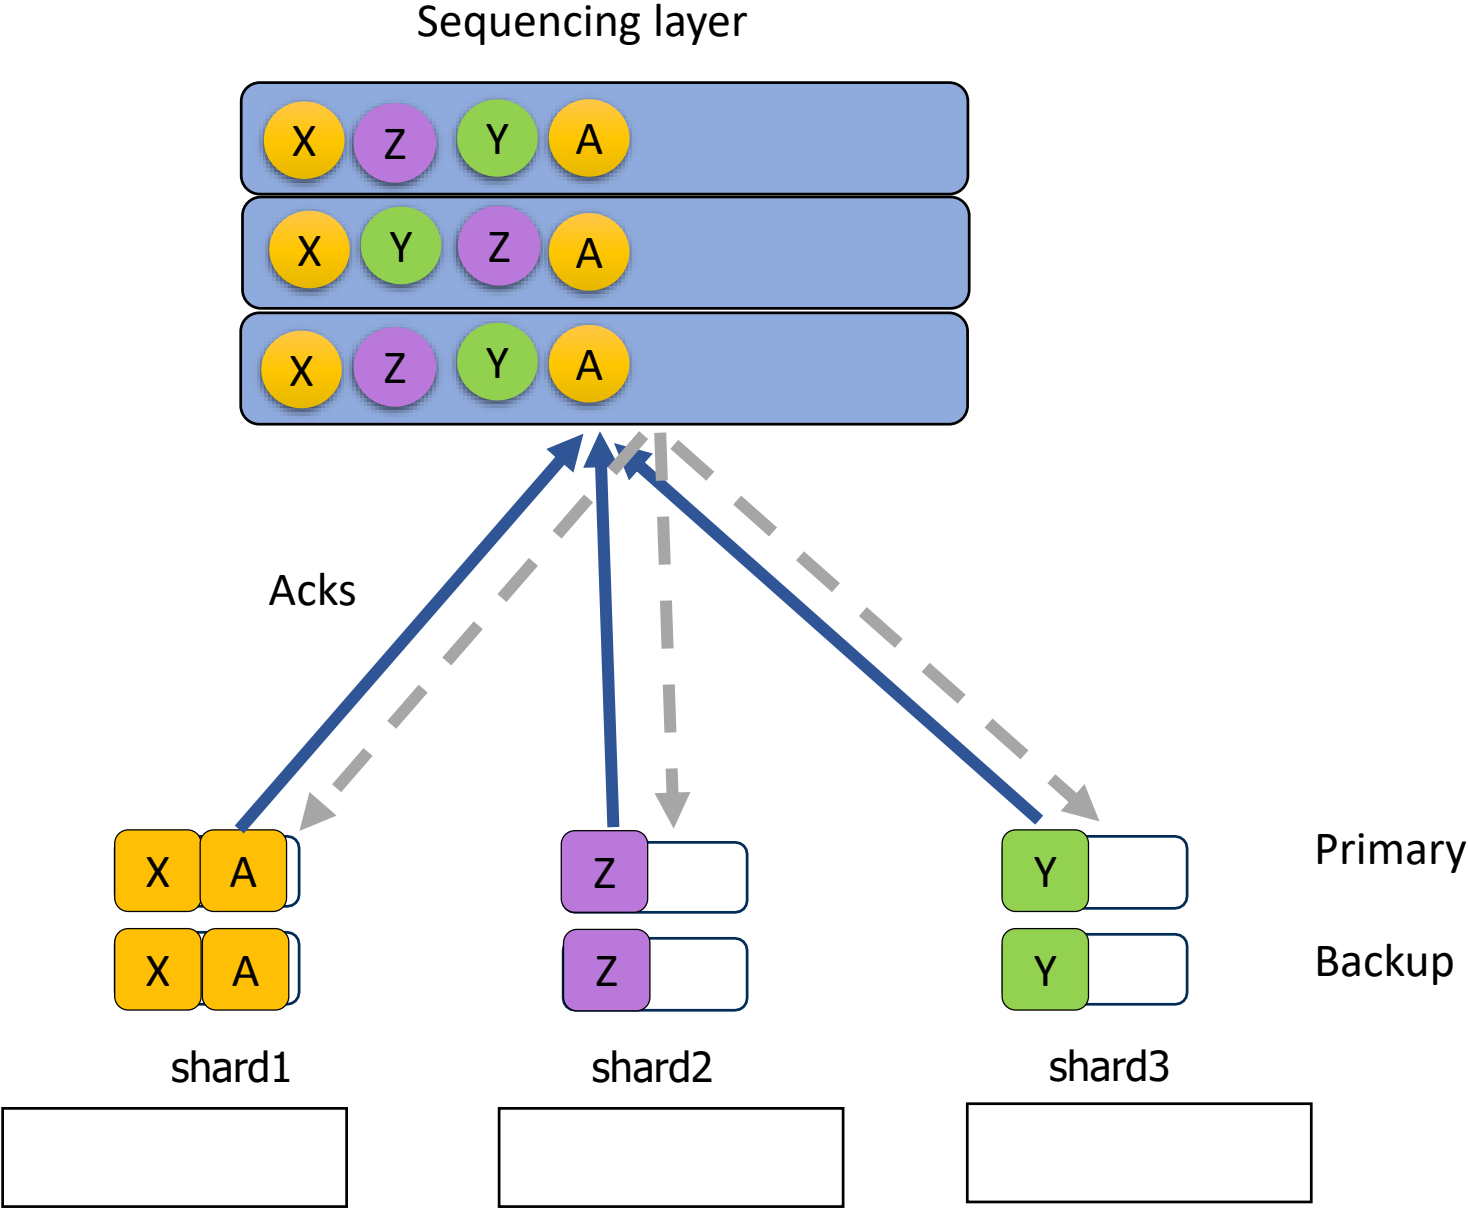 Sequencing layer
X Z Y A
X Y Z A
X Z Y A
Acks
X A Z Y Primary
X A Z Y Backup
shard1 shard2 shard3